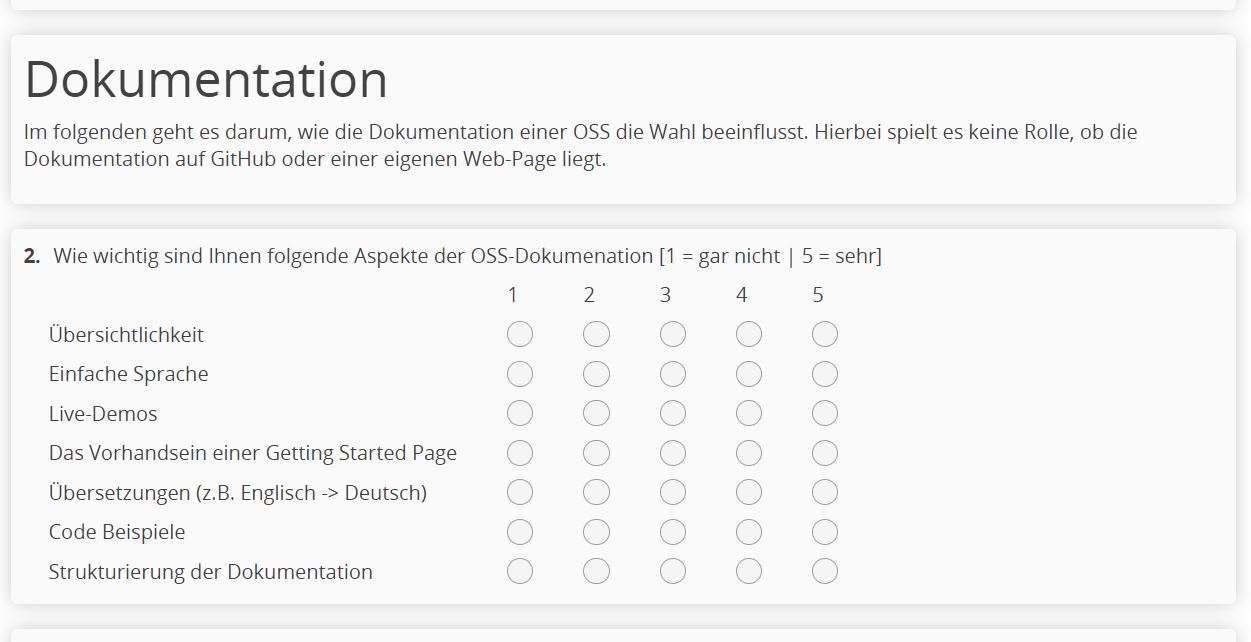 Dokumentation
Im folgenden geht es darum, wie die Dokumentation einer OSS die Wahl beeinflusst. Hierbei spielt es keine Rolle, ob die
Dokumentation auf GitHub oder einer eigenen Web-Page liegt.
2. Wie wichtig sind Ihnen folgende Aspekte der OSS-Dokumenation [1 = gar nicht | 5 = sehr]
1 2 3 4 5
Übersichtlichkeit
Einfache Sprache
Live-Demos
Das Vorhandsein einer Getting Started Page
Übersetzungen (z.B. Englisch -> Deutsch)
Code Beispiele
Strukturierung der Dokumentation